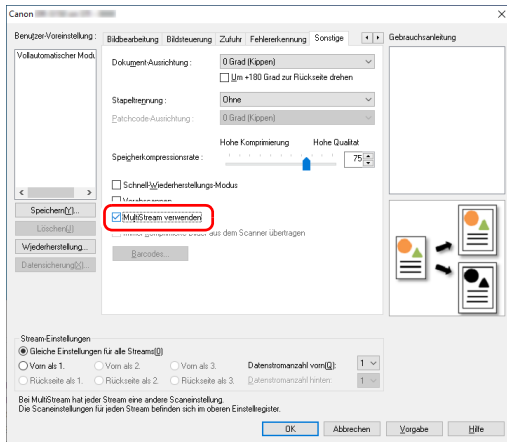 Canon
Benutzer-Voreinstellung :
Vollautomatischer Modu
Speichern[Y]...
Löschen[J]
Wiederherstellung...
Datensicherung[X]...
Bildbearbeitung Bildsteuerung Zufuhr Fehlererkennung Sonstige
Dokument-Ausrichtung : 0 Grad (Kippen)
Um +180 Grad zur Rückseite drehen
Stapeltrennung : Ohne
Patchcode-Ausrichtung : 0 Grad (Kippen)
Hohe Komprimierung Hohe Qualitat
Speicherkompressionsrate : 75
Schnell-Wiederherstellungs-Modus
Vorabscannen
MultiStream verwenden
aus dem Scanner übertragen
Barcodes...
Gebrauchsanleitung
Stream-Einstellungen
Gleiche Einstellungen für alle Streams[0]
Vorn als 1. Vorn als 2. Vorn als 3. Datenstromanzahl vorn[Q]: 1
Rückseite als 1. Rückseite als 2. Rückseite als 3. Datenstromanzahl hinten: 1
Bei MultiStream hat jeder Stream eine andere Scaneinstellung.
Die Scaneinstellungen für jeden Stream befinden sich im oberen Einstellregister.
OK Abbrechen Vorgabe Hilfe